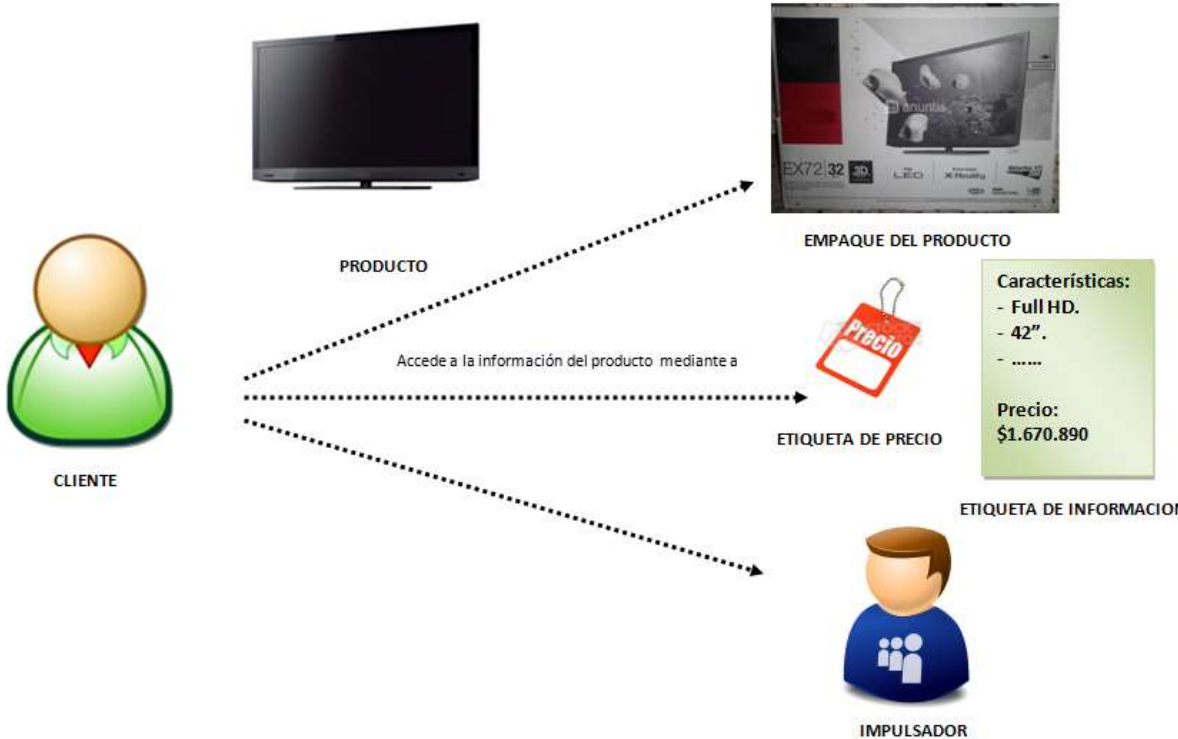 EX72 32 3D
LED
X-Reality
anuntis
EMPAQUE DEL PRODUCTO
PRODUCTO
Características:
- Full HD.
- 42”.
- ......
Precio
Accede a la información del producto mediante a
Precio:
$1.670.890
ETIQUETA DE PRECIO
CLIENTE
ETIQUETA DE INFORMACION
IMPULSADOR